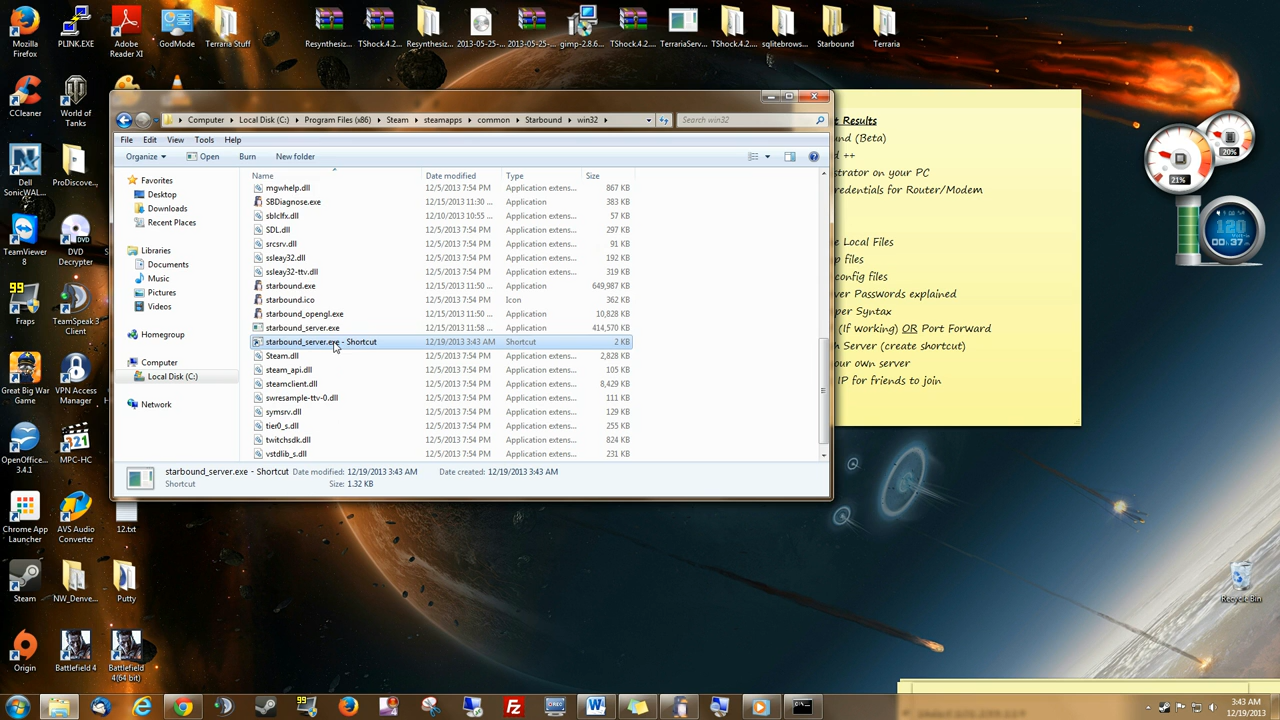 Mozilla Firefox
PLINK.EXE
Adobe Reader XI
GodMode
Terraria Stuff
Resynthesiz...
TShock.4.2....
Resynthesiz...
2013-05-25-...
2013-05-25-...
gimp-2.8.6...
TShock.4.2....
TerrariaServ...
TShock.4.2....
sqlitebrows...
Starbound
Terraria
CCleaner
World of Tanks
Dell SonicWAL...
ProDiscove...
TeamViewer 8
DVD Decrypter
Fraps
TeamSpeak 3 Client
Great Big War Game
VPN Access Manager
OpenOffice... 3.4.1
MPC-HC
Chrome App Launcher
AVS Audio Converter
12.txt
Steam
NW_Denve...
Putty
Origin
Battlefield 4
Battlefield 4(64 bit)
Computer
Local Disk (C:)
Program Files (x86)
Steam
steamapps
common
Starbound
win32
Search win32
File Edit View Tools Help
Organize Open Burn New folder
Favorites
Desktop
Downloads
Recent Places
Libraries
Documents
Music
Pictures
Videos
Homegroup
Computer
Local Disk (C:)
Network
Name Date modified Type Size
mgwhelp.dll 12/5/2013 7:54 PM Application extens... 867 KB
SBDiagnose.exe 12/15/2013 11:30 ... Application 383 KB
sblclfx.dll 12/10/2013 10:55 ... Application extens... 57 KB
SDL.dll 12/5/2013 7:54 PM Application extens... 297 KB
srcsrv.dll 12/5/2013 7:54 PM Application extens... 91 KB
ssleay32.dll 12/5/2013 7:54 PM Application extens... 192 KB
ssleay32-ttv.dll 12/5/2013 7:54 PM Application extens... 319 KB
starbound.exe 12/15/2013 11:50 ... Application 649,987 KB
starbound.ico 12/5/2013 7:54 PM Icon 362 KB
starbound_opengl.exe 12/15/2013 11:50 ... Application 10,828 KB
starbound_server.exe 12/15/2013 11:58 ... Application 414,570 KB
starbound_server.exe - Shortcut 12/19/2013 3:43 AM Shortcut 2 KB
Steam.dll 12/5/2013 7:54 PM Application extens... 2,828 KB
steam_api.dll 12/5/2013 7:54 PM Application extens... 105 KB
steamclient.dll 12/5/2013 7:54 PM Application extens... 8,429 KB
swresample-ttv-0.dll 12/5/2013 7:54 PM Application extens... 111 KB
symsrv.dll 12/5/2013 7:54 PM Application extens... 129 KB
tier0_s.dll 12/5/2013 7:54 PM Application extens... 255 KB
twitchsdk.dll 12/5/2013 7:54 PM Application extens... 824 KB
vstdlib_s.dll 12/5/2013 7:54 PM Application extens... 231 KB
starbound_server.exe - Shortcut Date modified: 12/19/2013 3:43 AM Date created: 12/19/2013 3:43 AM
Shortcut Size: 1.32 KB
Results
(Beta)
++
on your PC
for Router/Modem
Local Files
files
config files
Passwords explained
Syntax
(If working) OR Port Forward
Server (create shortcut)
your own server
IP for friends to join
20%
21%
120
00:37
Recycle Bin
3:43 AM
12/19/2013